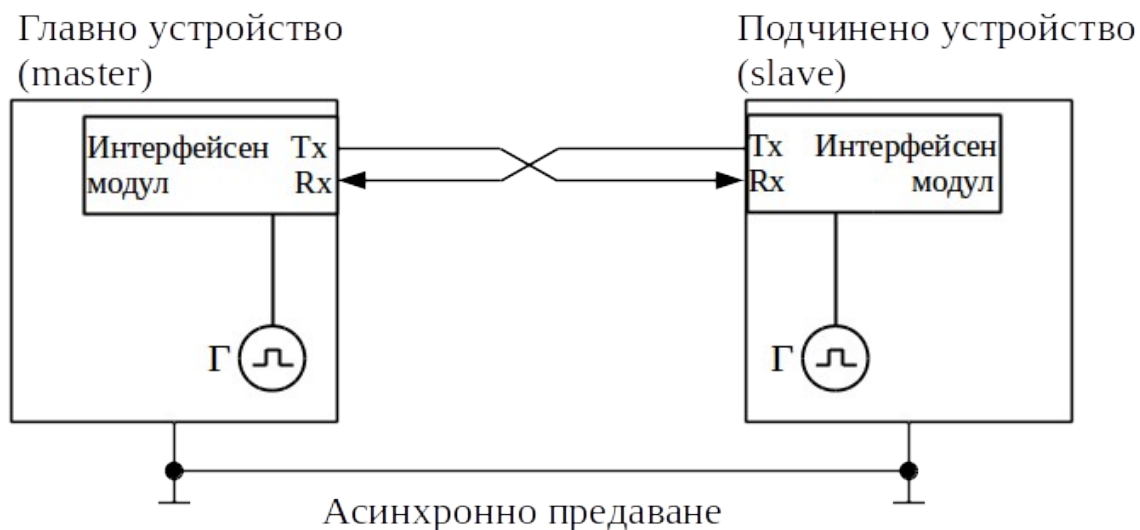 Главно устройство
(master)
Подчинено устройство
(slave)
Интерфейсен Tx
модул Rx
Tx Интерфейсен
Rx модул
Г
Г
Асинхронно предаване